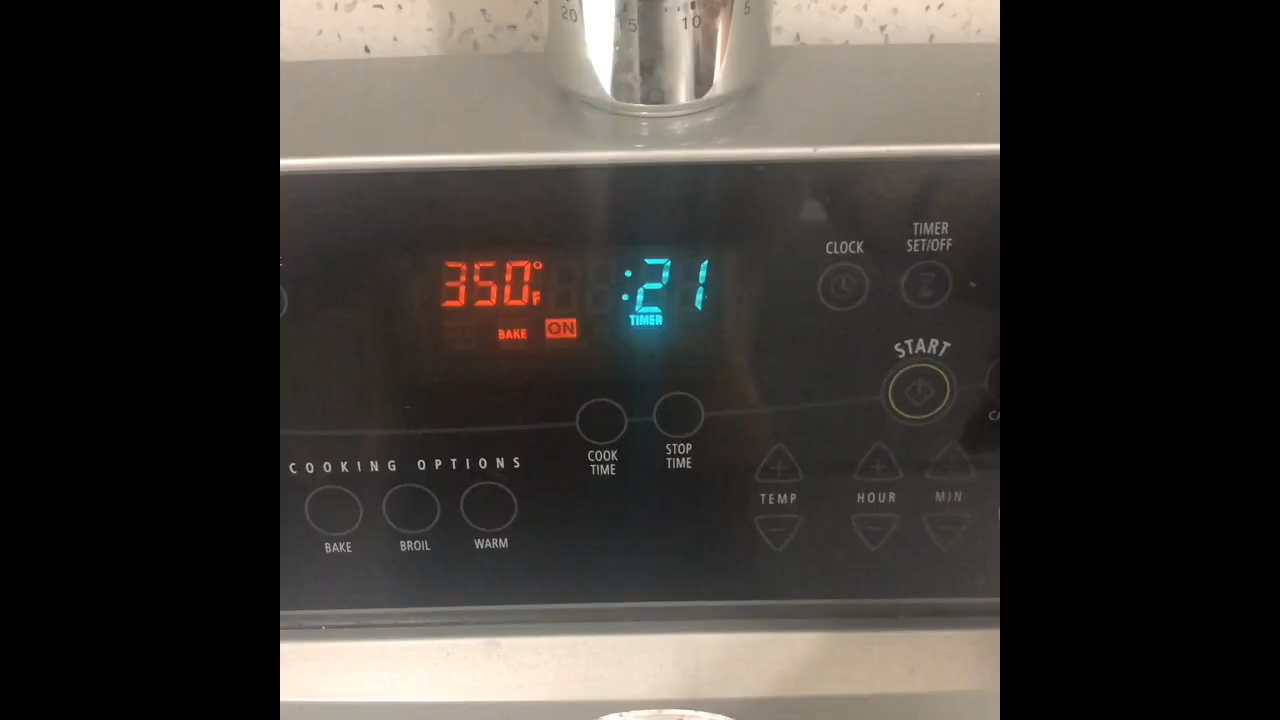 20 15 10 5
TIMER
SET/OFF
CLOCK
350°F
:21
TIMER
BAKE ON
START
COOK
TIME
STOP
TIME
COOKING OPTIONS
TEMP HOUR MIN
BAKE BROIL WARM